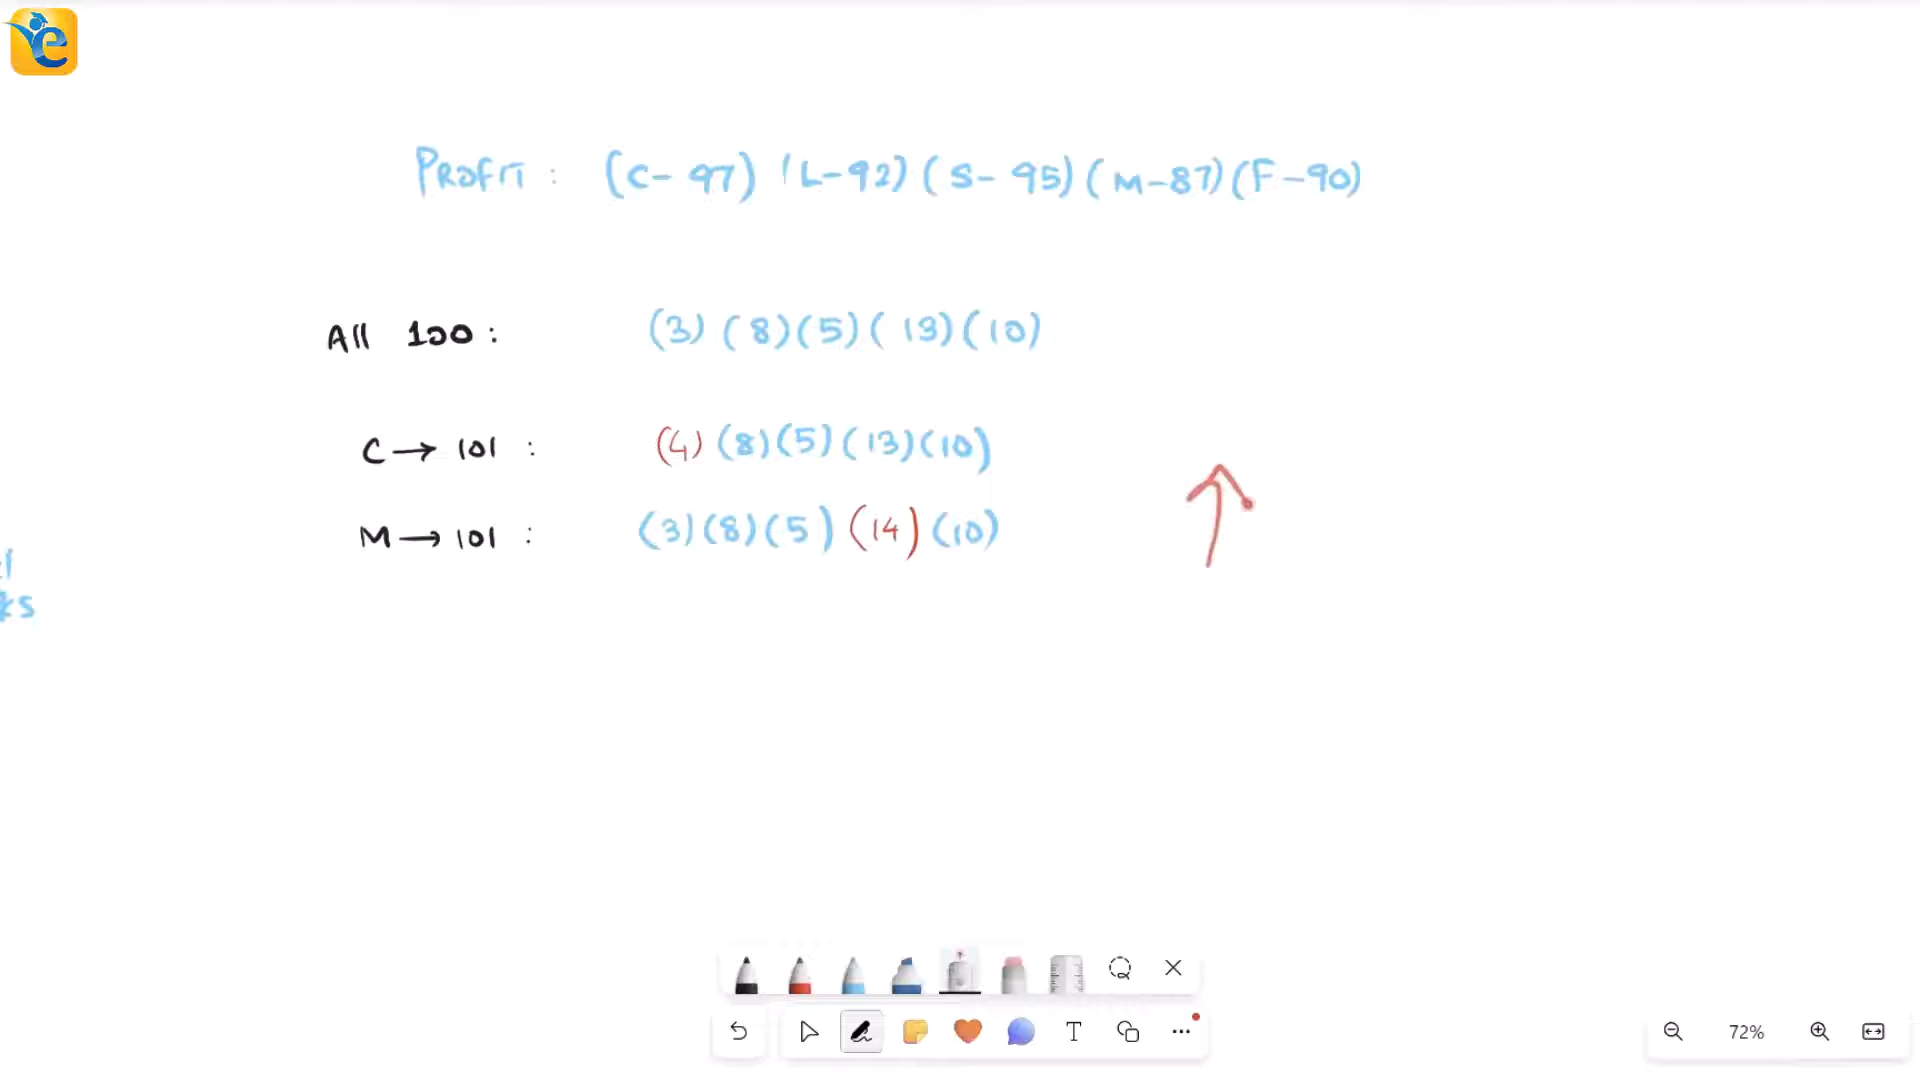 e
Profit : (C- 97) (L-92) (S- 95) (M-87) (F-90)
All 100 : (3) (8) (5) (13) (10)
C → 101 : (4) (8) (5) (13) (10)
M → 101 : (3) (8) (5) (14) (10)
ks
T
72%